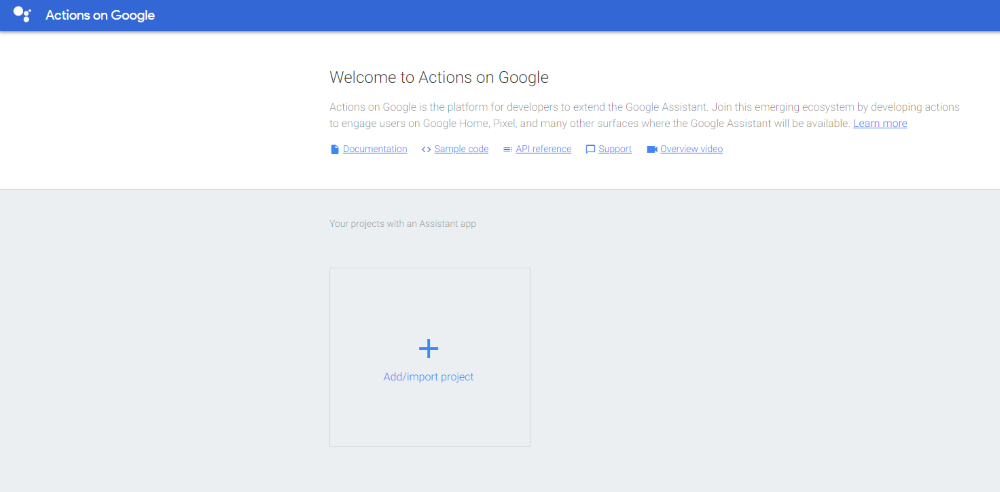 Actions on Google
Welcome to Actions on Google
Actions on Google is the platform for developers to extend the Google Assistant. Join this emerging ecosystem by developing actions
to engage users on Google Home, Pixel, and many other surfaces where the Google Assistant will be available. Learn more
Documentation Sample code API reference Support Overview video
Your projects with an Assistant app
Add/import project